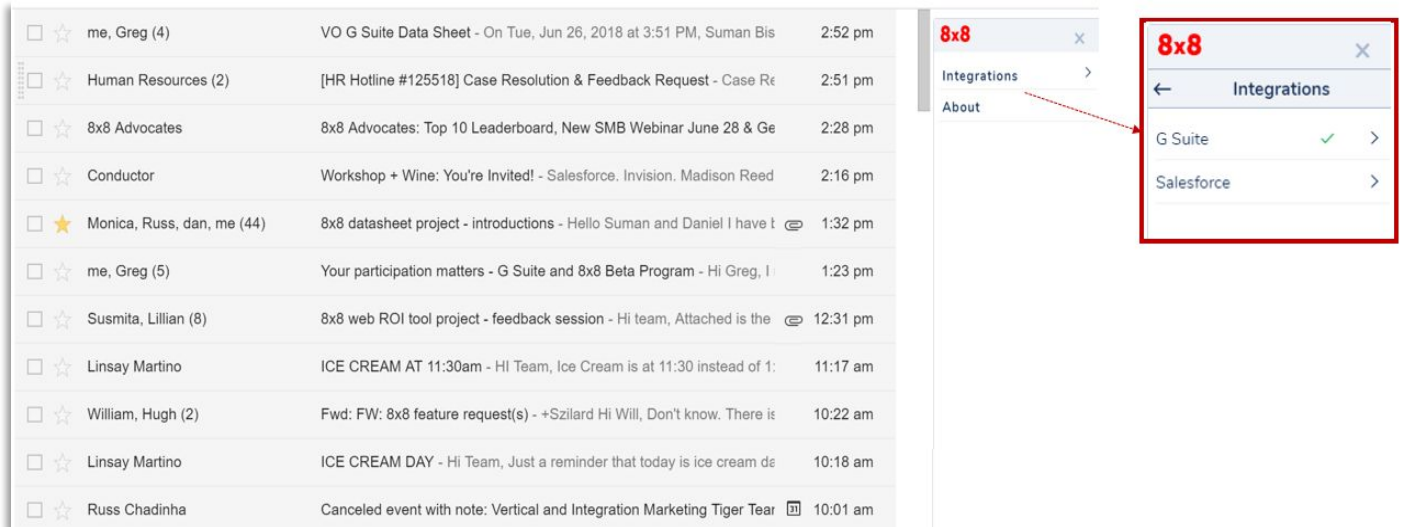 me, Greg (4) VO G Suite Data Sheet - On Tue, Jun 26, 2018 at 3:51 PM, Suman Bis 2:52 pm
Human Resources (2) [HR Hotline #125518] Case Resolution & Feedback Request - Case Re 2:51 pm
8x8 Advocates 8x8 Advocates: Top 10 Leaderboard, New SMB Webinar June 28 & Ge 2:28 pm
Conductor Workshop + Wine: You're Invited! - Salesforce. Invision. Madison Reed 2:16 pm
Monica, Russ, dan, me (44) 8x8 datasheet project - introductions - Hello Suman and Daniel I have 1:32 pm
me, Greg (5) Your participation matters - G Suite and 8x8 Beta Program - Hi Greg, I 1:23 pm
Susmita, Lillian (8) 8x8 web ROI tool project - feedback session - Hi team, Attached is the 12:31 pm
Linsay Martino ICE CREAM AT 11:30am - HI Team, Ice Cream is at 11:30 instead of 1: 11:17 am
William, Hugh (2) Fwd: FW: 8x8 feature request(s) - +Szilard Hi Will, Don't know. There is 10:22 am
Linsay Martino ICE CREAM DAY - Hi Team, Just a reminder that today is ice cream da 10:18 am
Russ Chadinha Canceled event with note: Vertical and Integration Marketing Tiger Tear 31 10:01 am
8x8
Integrations
About
8x8
Integrations
G Suite
Salesforce